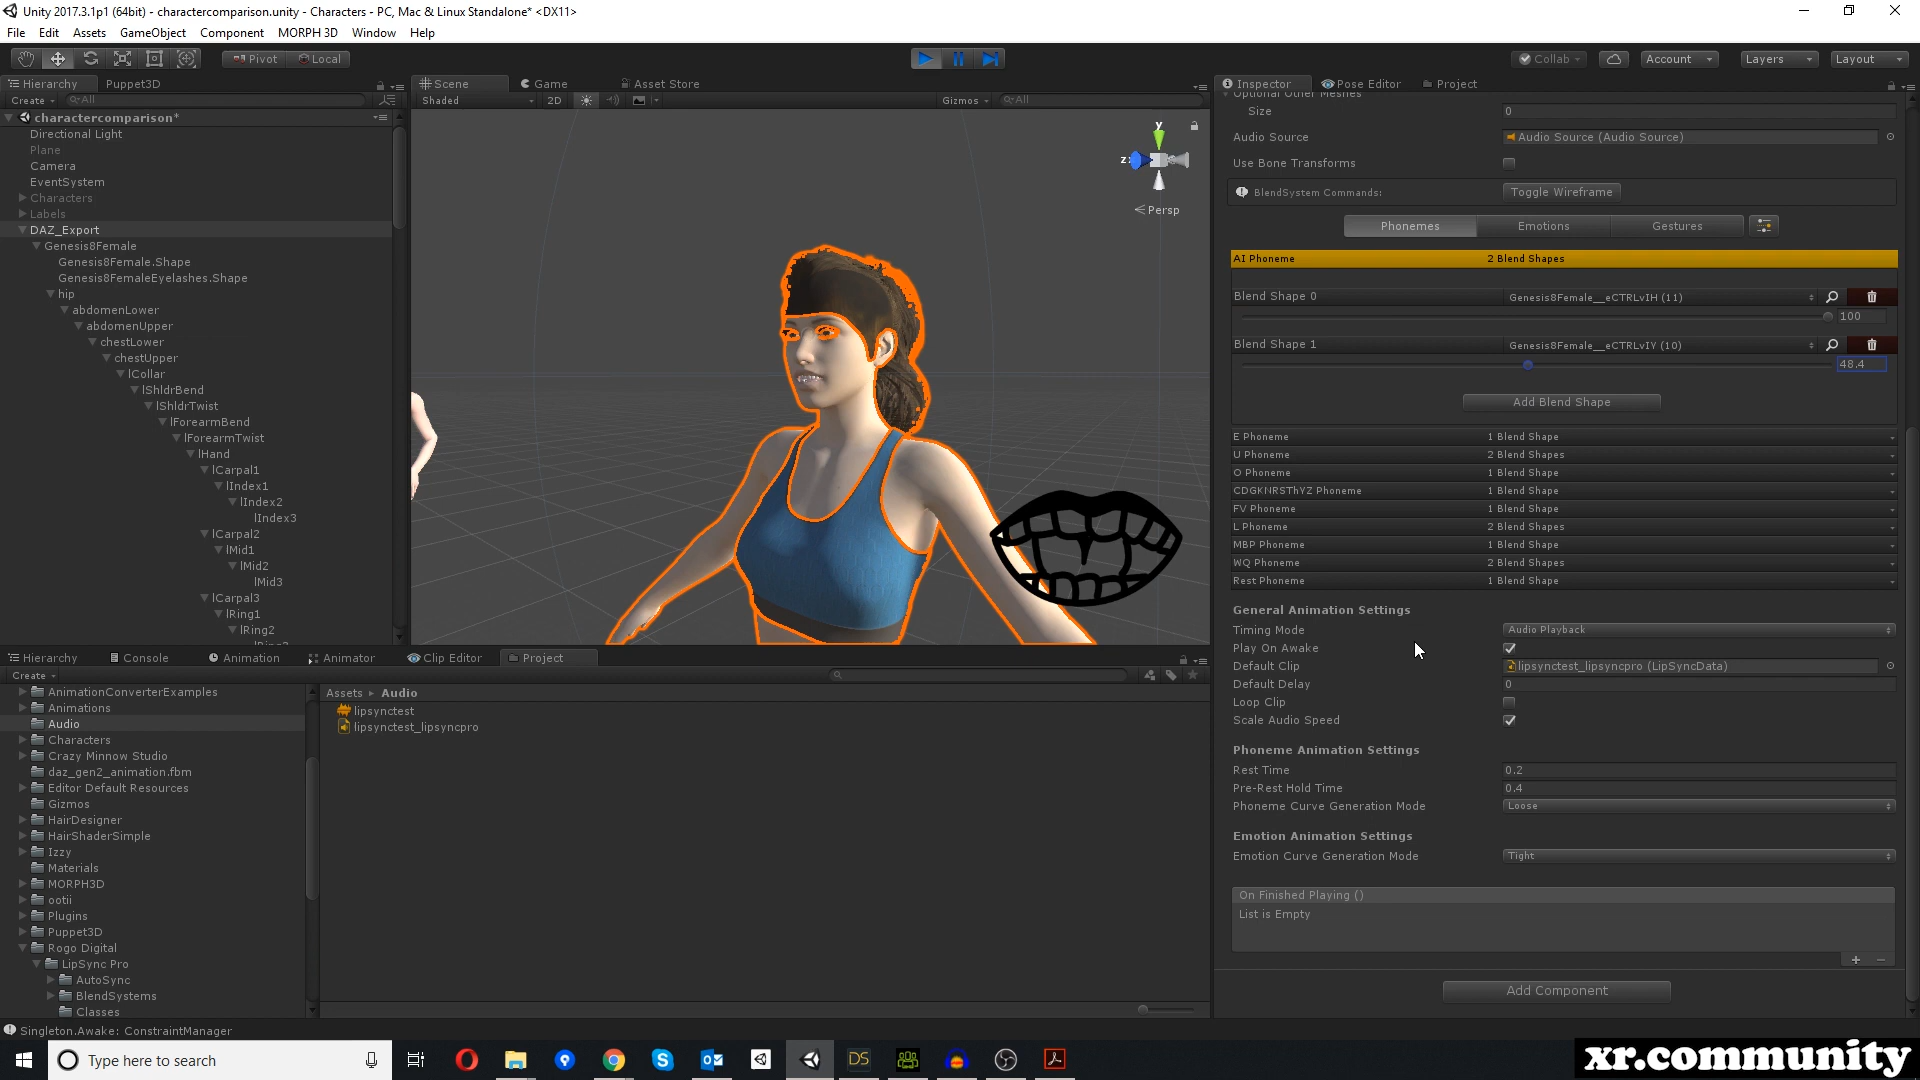 Unity 2017.3.1p1 (64bit) - charactercomparison.unity - Characters - PC, Mac & Linux Standalone* <DX11>
File Edit Assets GameObject Component MORPH 3D Window Help
Pivot Local Collab Account Layers Layout
Hierarchy Puppet3D
Create All
charactercomparison*
Directional Light
Plane
Camera
EventSystem
Characters
Labels
DAZ_Export
Genesis8Female
Genesis8Female.Shape
Genesis8FemaleEyelashes.Shape
hip
abdomenLower
abdomenUpper
chestLower
chestUpper
lCollar
lShldrBend
lShldrTwist
lForearmBend
lForearmTwist
lHand
lCarpal1
lIndex1
lIndex2
lIndex3
lCarpal2
lMid1
lMid2
lMid3
lCarpal3
lRing1
lRing2
Scene Game Asset Store
Shaded 2D Gizmos All
y
z
Persp
Inspector Pose Editor Project
Optional Other Meshes
Size 0
Audio Source Audio Source (Audio Source)
Use Bone Transforms
BlendSystem Commands: Toggle Wireframe
Phonemes Emotions Gestures
AI Phoneme 2 Blend Shapes
Blend Shape 0 Genesis8Female__eCTRLvIH (11)
100
Blend Shape 1 Genesis8Female__eCTRLvIY (10)
48.4
Add Blend Shape
E Phoneme 1 Blend Shape
U Phoneme 2 Blend Shapes
O Phoneme 1 Blend Shape
CDGKNRSThYZ Phoneme 1 Blend Shape
FV Phoneme 1 Blend Shape
L Phoneme 2 Blend Shapes
MBP Phoneme 1 Blend Shape
WQ Phoneme 2 Blend Shapes
Rest Phoneme 1 Blend Shape
General Animation Settings
Timing Mode Audio Playback
Play On Awake
Default Clip lipsynctest_lipsyncpro (LipSyncData)
Default Delay 0
Loop Clip
Scale Audio Speed
Phoneme Animation Settings
Rest Time 0.2
Pre-Rest Hold Time 0.4
Phoneme Curve Generation Mode Loose
Emotion Animation Settings
Emotion Curve Generation Mode Tight
On Finished Playing ()
List is Empty
Add Component
Hierarchy Console Animation Animator Clip Editor Project
Create
AnimationConverterExamples
Animations
Audio
Characters
Crazy Minnow Studio
daz_gen2_animation.fbm
Editor Default Resources
Gizmos
HairDesigner
HairShaderSimple
Izzy
Materials
MORPH3D
ootii
Plugins
Puppet3D
Rogo Digital
LipSync Pro
AutoSync
BlendSystems
Classes
Assets Audio
lipsynctest
lipsynctest_lipsyncpro
Singleton.Awake: ConstraintManager
Type here to search
DS
xr.community